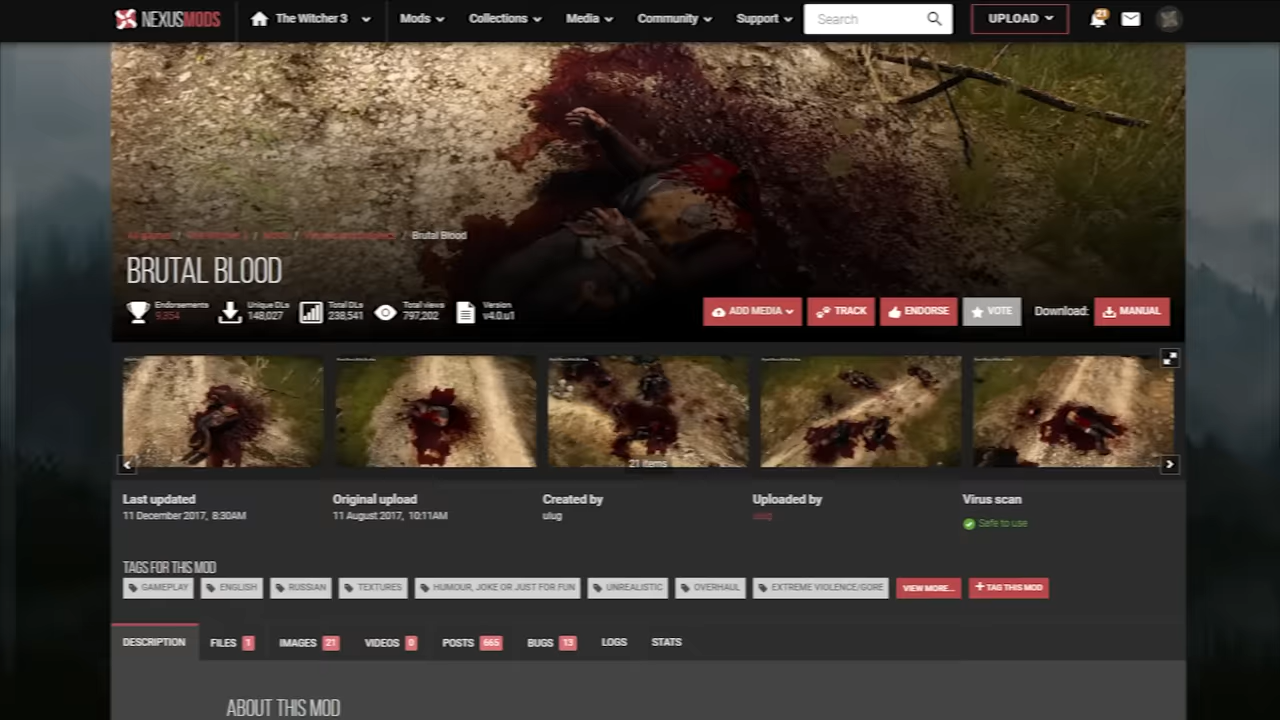 NEXUSMODS The Witcher 3 Mods Collections Media Community Support Search UPLOAD 21
/ / Mods / / Brutal Blood
BRUTAL BLOOD
Endorsements 9,854 Unique DLs 148,027 Total DLs 238,541 Total views 797,202 Version v4.0.u1
ADD MEDIA TRACK ENDORSE VOTE Download: MANUAL
21 items
Last updated Original upload Created by Uploaded by Virus scan
11 December 2017, 8:30AM 11 August 2017, 10:11AM ulug ulug Safe to use
TAGS FOR THIS MOD
GAMEPLAY ENGLISH RUSSIAN TEXTURES HUMOUR, JOKE OR JUST FOR FUN UNREALISTIC OVERHAUL EXTREME VIOLENCE/GORE VIEW MORE... + TAG THIS MOD
DESCRIPTION FILES 1 IMAGES 21 VIDEOS 0 POSTS 665 BUGS 13 LOGS STATS
ABOUT THIS MOD